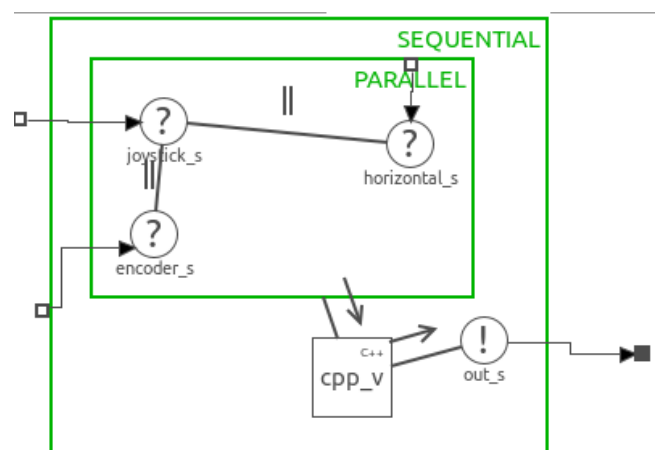 SEQUENTIAL
PARALLEL
||
?
?
joystick_s
horizontal_s
||
?
encoder_s
C++
cpp_v
!
out_s